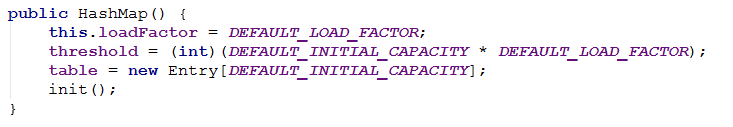 public HashMap() {
    this.loadFactor = DEFAULT_LOAD_FACTOR;
    threshold = (int)(DEFAULT_INITIAL_CAPACITY * DEFAULT_LOAD_FACTOR);
    table = new Entry[DEFAULT_INITIAL_CAPACITY];
    init();
}